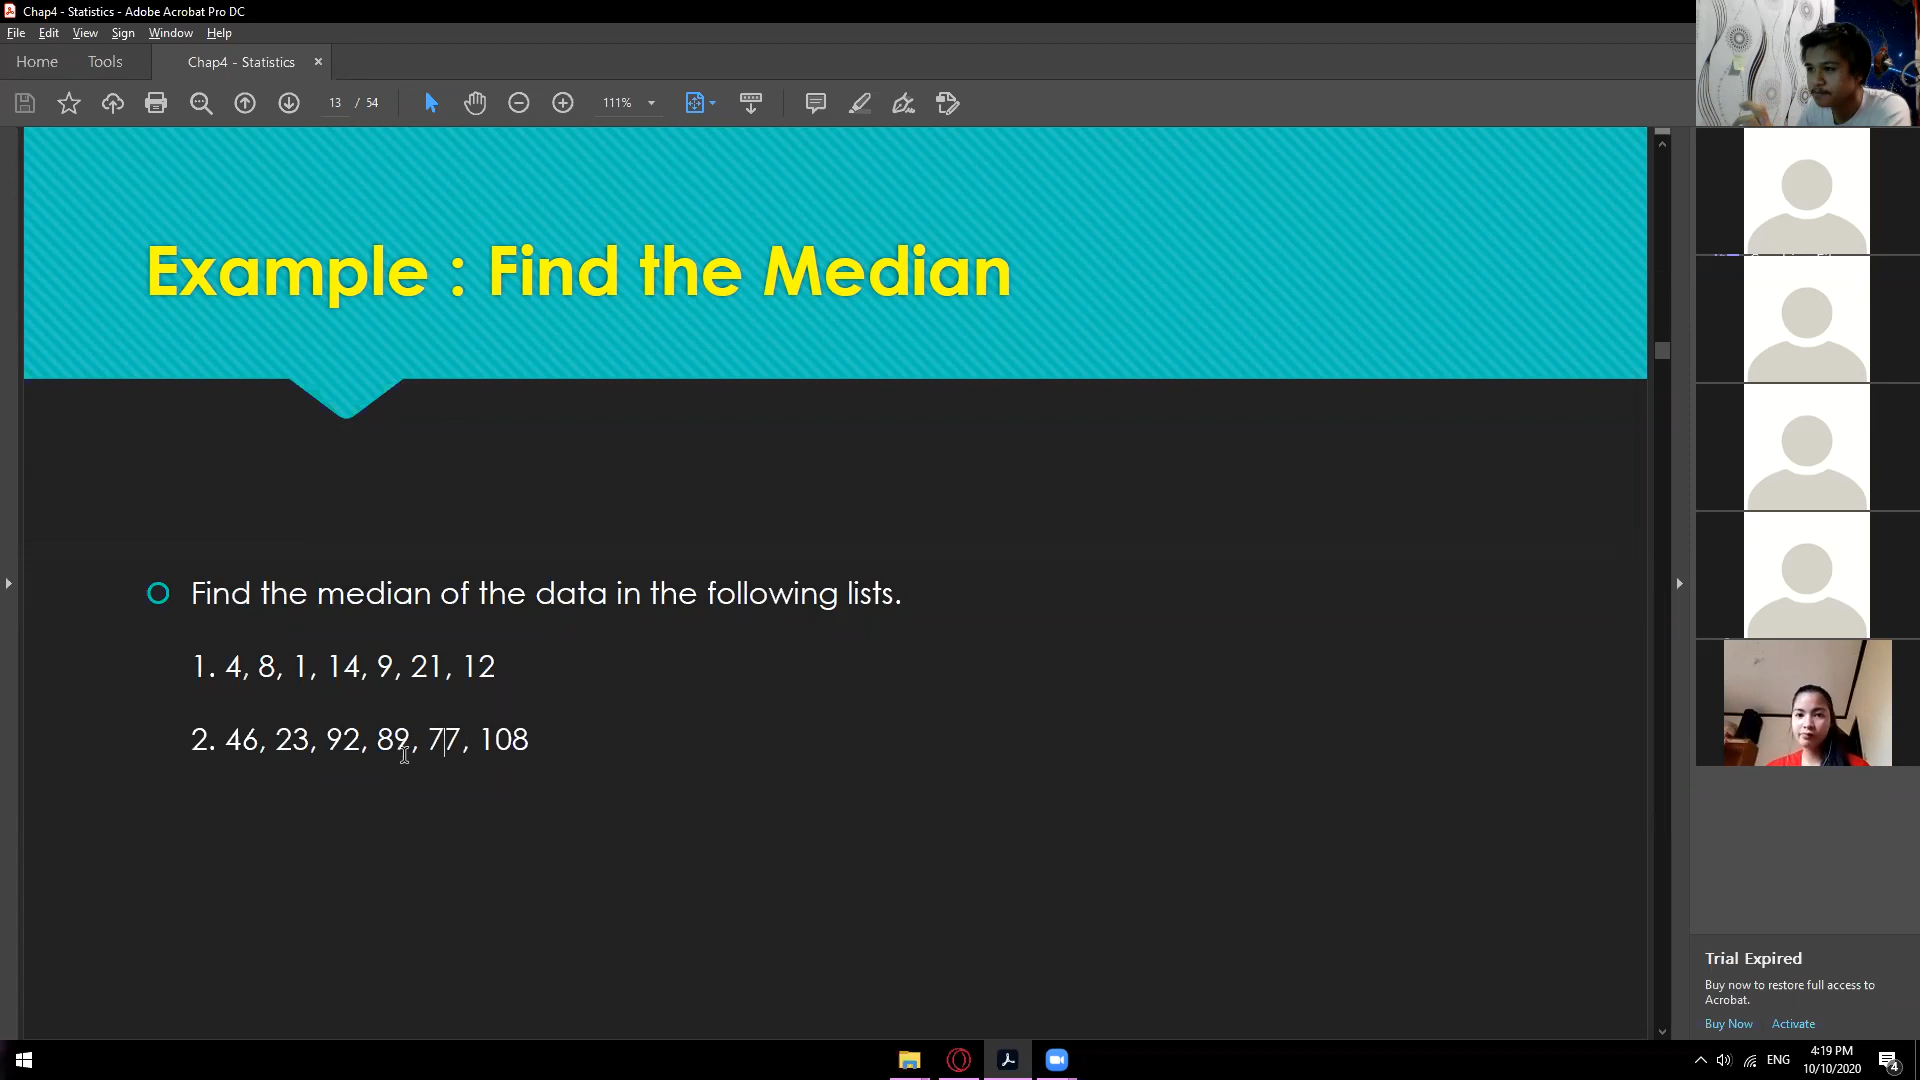 Chap4 - Statistics - Adobe Acrobat Pro DC
File Edit View Sign Window Help
Home Tools Chap4 - Statistics ×
13 / 54 111%
Example : Find the Median
Find the median of the data in the following lists.
1. 4, 8, 1, 14, 9, 21, 12
2. 46, 23, 92, 89, 77, 108
Trial Expired
Buy now to restore full access to
Acrobat.
Buy Now Activate
ENG 4:19 PM
10/10/2020 4